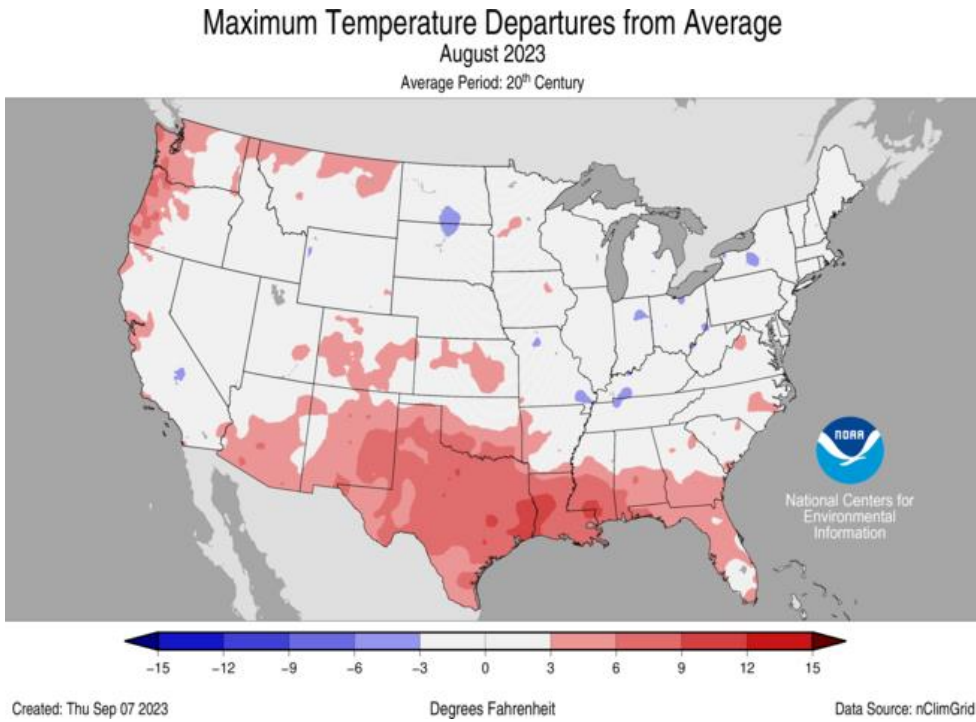 Maximum Temperature Departures from Average
August 2023
Average Period: 20th Century
NOAA
National Centers for
Environmental
Information
-15 -12 -9 -6 -3 0 3 6 9 12 15
Created: Thu Sep 07 2023 Degrees Fahrenheit Data Source: nClimGrid